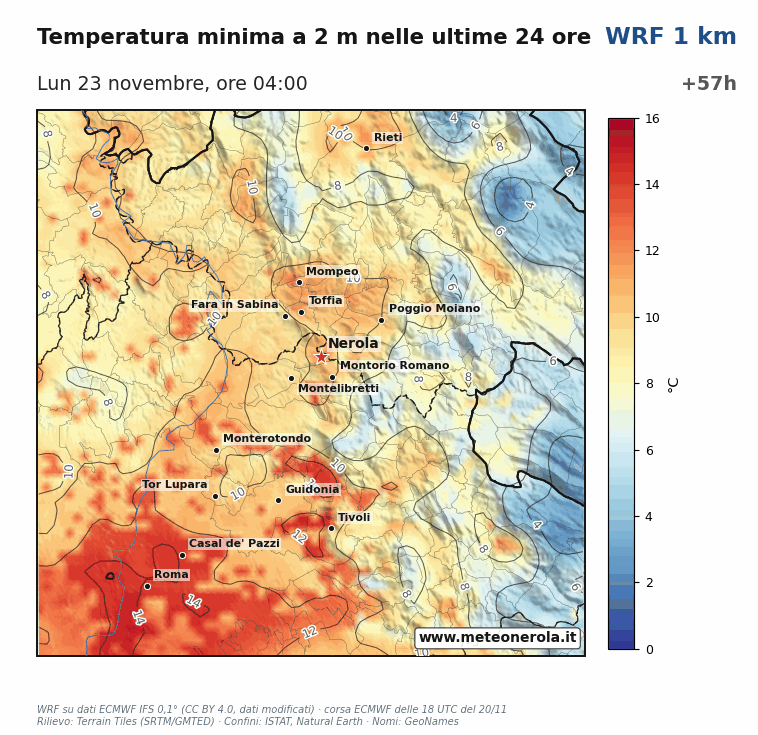 Temperatura minima a 2 m nelle ultime 24 ore WRF 1 km
Lun 23 novembre, ore 04:00 +57h
Rieti
Mompeo
Fara in Sabina
Toffia
Poggio Moiano
Nerola
Montorio Romano
Montelibretti
Monterotondo
Tor Lupara
Guidonia
Tivoli
Casal de' Pazzi
Roma
www.meteonerola.it
16
14
12
10
8
6
4
2
0
°C
WRF su dati ECMWF IFS 0,1° (CC BY 4.0, dati modificati) · corsa ECMWF delle 18 UTC del 20/11
Rilievo: Terrain Tiles (SRTM/GMTED) · Confini: ISTAT, Natural Earth · Nomi: GeoNames